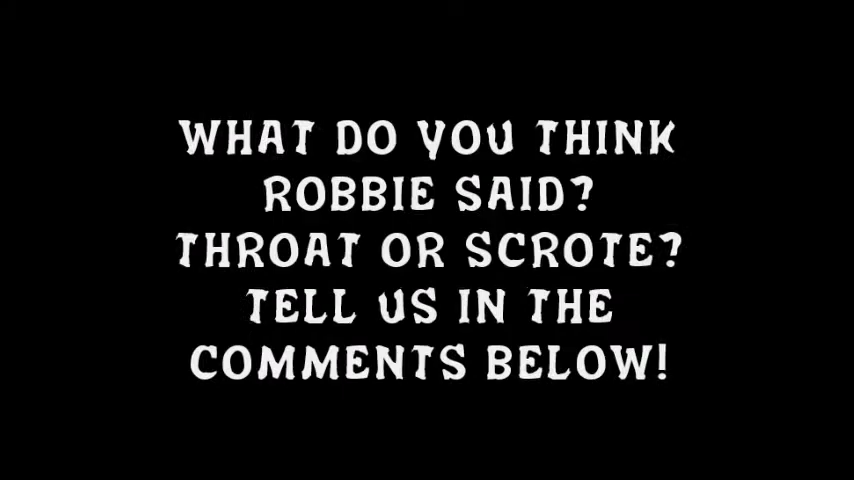 WHAT DO YOU THINK
ROBBIE SAID?
THROAT OR SCROTE?
TELL US IN THE
COMMENTS BELOW!